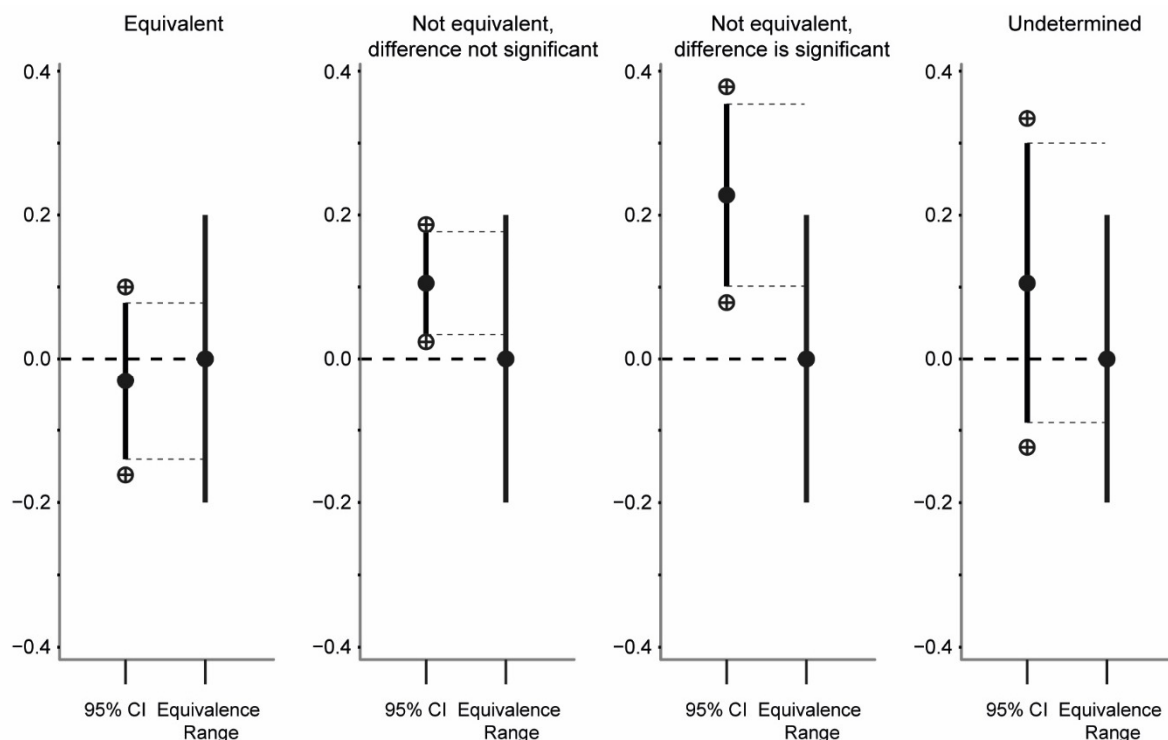 Equivalent
0.4
0.2
0.0
−0.2
−0.4
95% CI Equivalence
Range
Not equivalent,
difference not significant
0.4
0.2
0.0
−0.2
−0.4
95% CI Equivalence
Range
Not equivalent,
difference is significant
0.4
0.2
0.0
−0.2
−0.4
95% CI Equivalence
Range
Undetermined
0.4
0.2
0.0
−0.2
−0.4
95% CI Equivalence
Range